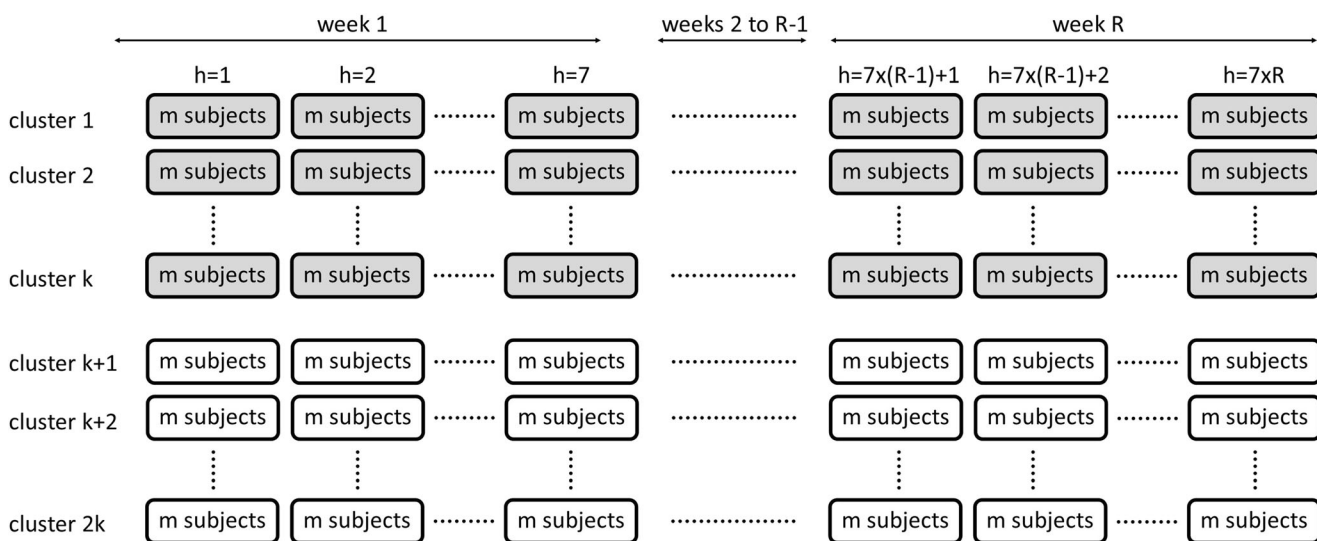 week 1 weeks 2 to R-1 week R
h=1 h=2 h=7 h=7x(R-1)+1 h=7x(R-1)+2 h=7xR
cluster 1 m subjects m subjects m subjects m subjects m subjects m subjects
cluster 2 m subjects m subjects m subjects m subjects m subjects m subjects
cluster k m subjects m subjects m subjects m subjects m subjects m subjects
cluster k+1 m subjects m subjects m subjects m subjects m subjects m subjects
cluster k+2 m subjects m subjects m subjects m subjects m subjects m subjects
cluster 2k m subjects m subjects m subjects m subjects m subjects m subjects